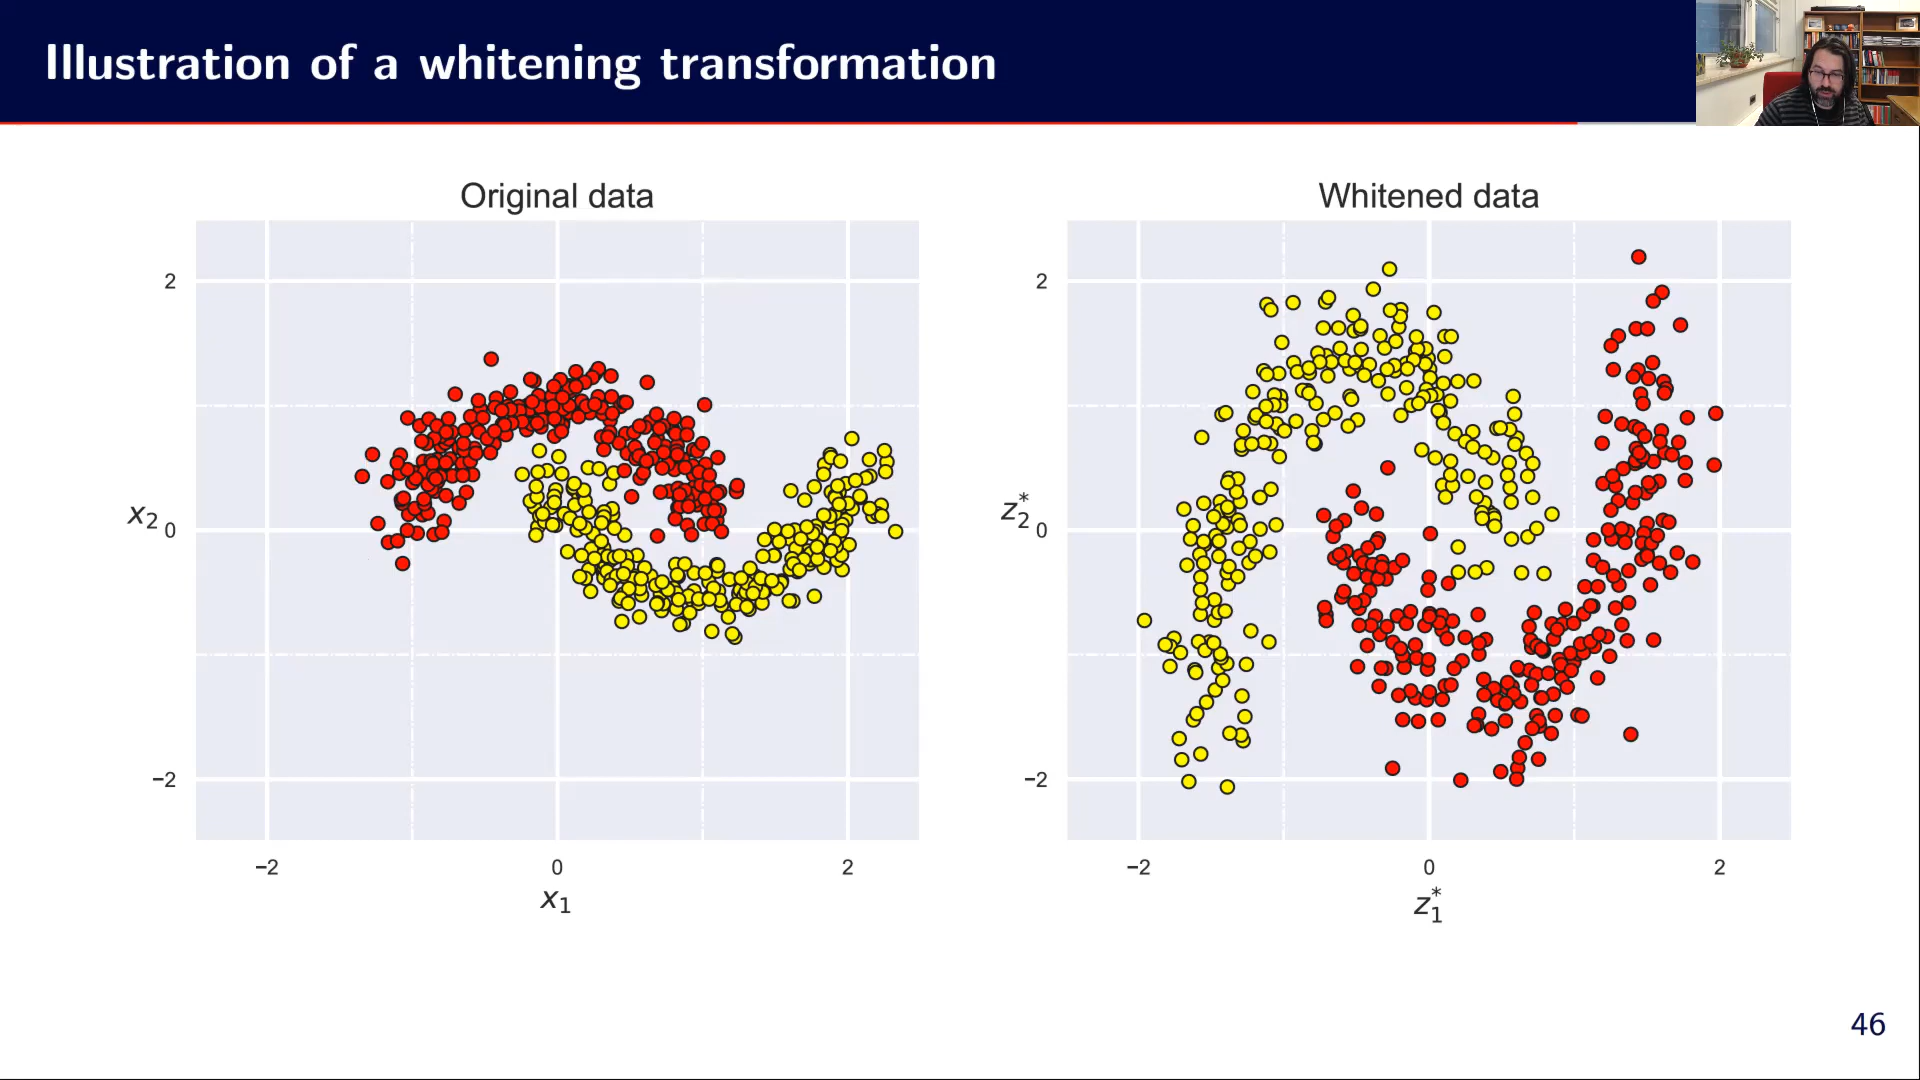 Illustration of a whitening transformation
Original data
2
0
−2
x₂
−2 0 2
x₁
Whitened data
2
0
−2
z₂*
−2 0 2
z₁*
46